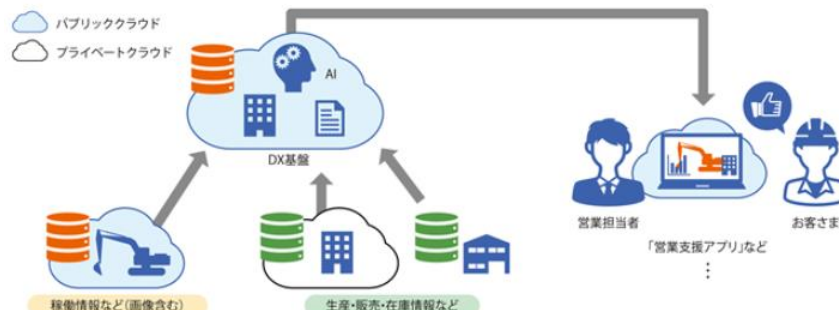 パブリッククラウド
プライベートクラウド
AI
DX基盤
営業担当者
お客さま
「営業支援アプリ」など
⋮
稼働情報など(画像含む)
生産・販売・在庫情報など